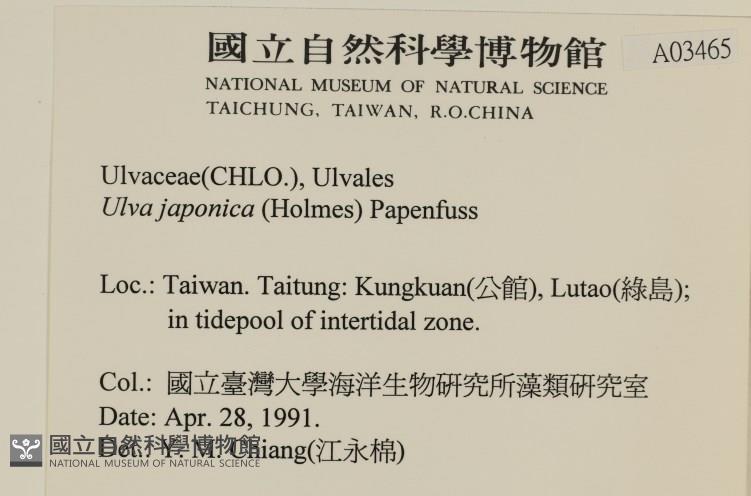 國立自然科學博物館
A03465
NATIONAL MUSEUM OF NATURAL SCIENCE
TAICHUNG, TAIWAN, R.O.CHINA
Ulvaceae(CHLO.), Ulvales
Ulva japonica (Holmes) Papenfuss
Loc.: Taiwan. Taitung: Kungkuan(公館), Lutao(綠島);
in tidepool of intertidal zone.
Col.: 國立臺灣大學海洋生物研究所藻類研究室
Date: Apr. 28, 1991.
Det.: Y. M. Chiang(江永棉)
國立自然科學博物館
NATIONAL MUSEUM OF NATURAL SCIENCE